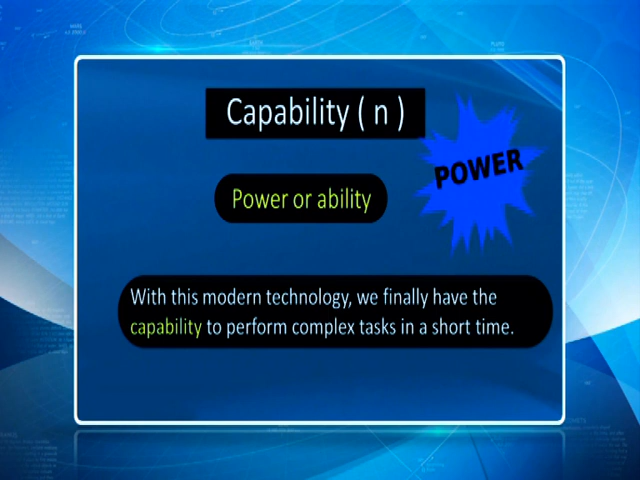 Capability ( n )
POWER
Power or ability
With this modern technology, we finally have the
capability to perform complex tasks in a short time.